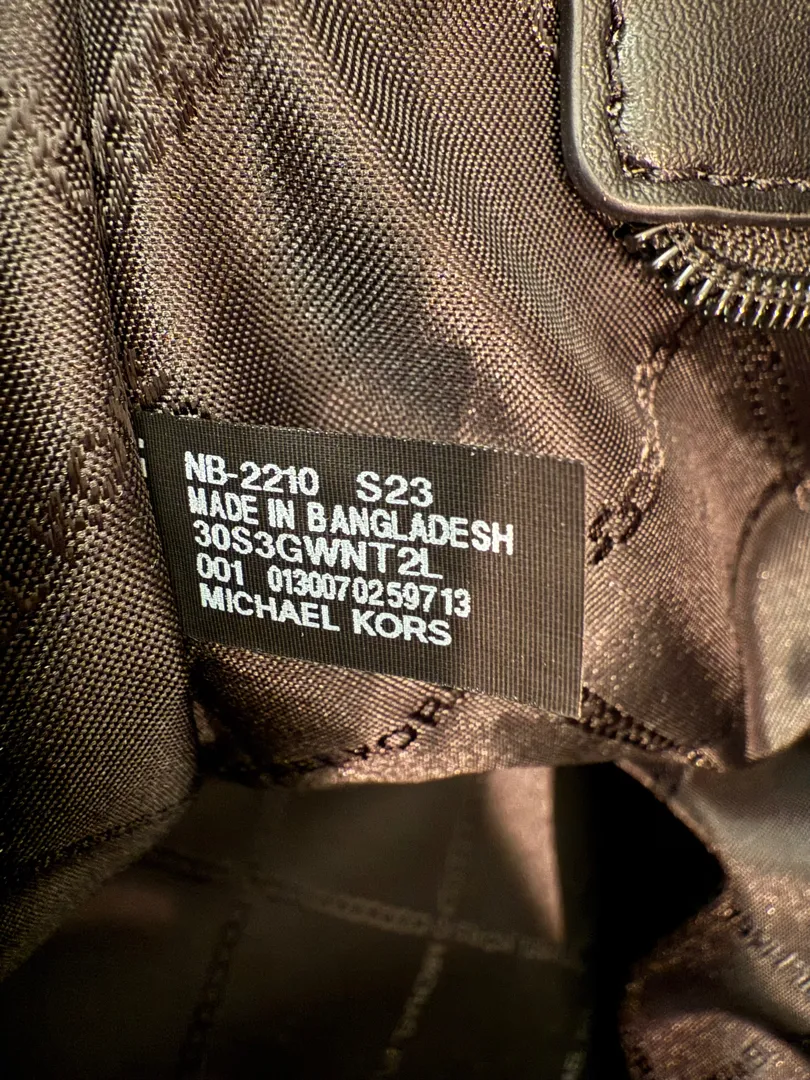 NB-2210 S23
MADE IN BANGLADESH
30S3GWNT2L
001 0130070259713
MICHAEL KORS